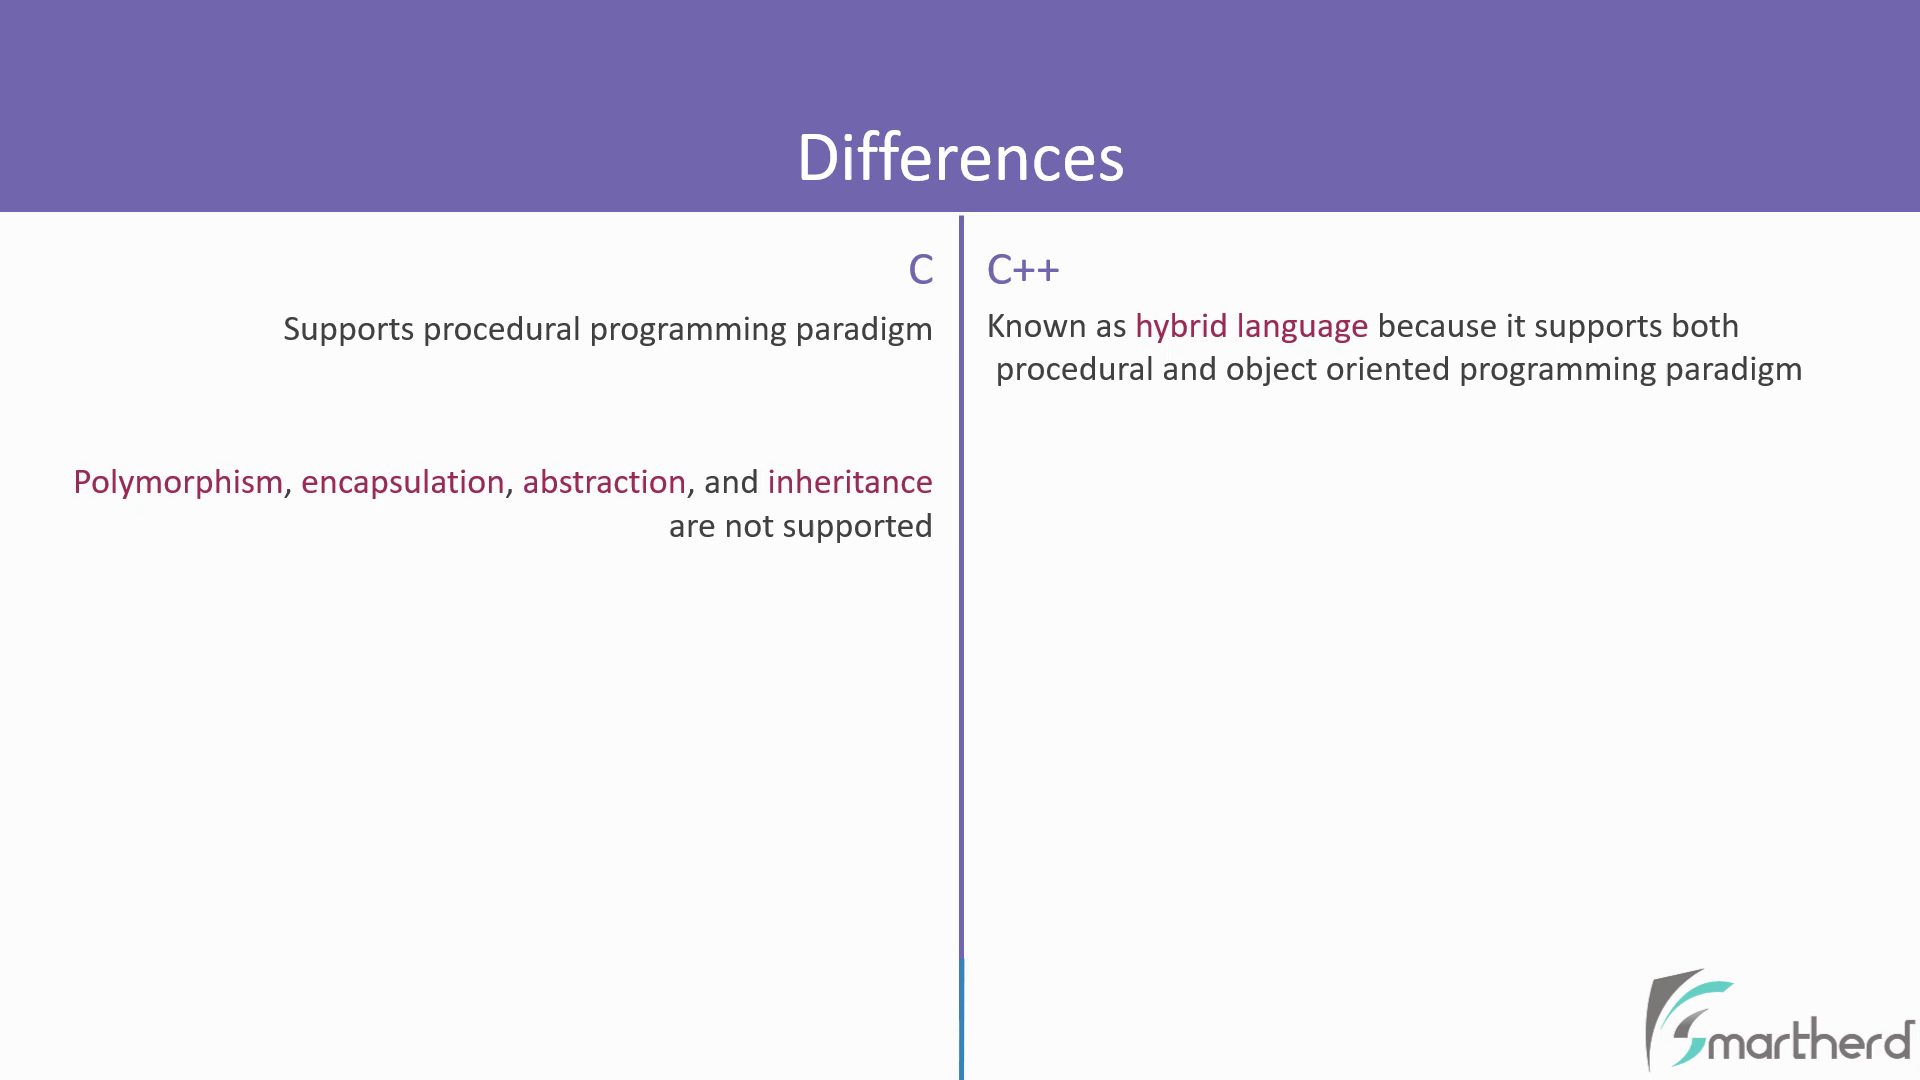 Differences
C
Supports procedural programming paradigm
Polymorphism, encapsulation, abstraction, and inheritance
are not supported
C++
Known as hybrid language because it supports both
procedural and object oriented programming paradigm
Smartherd